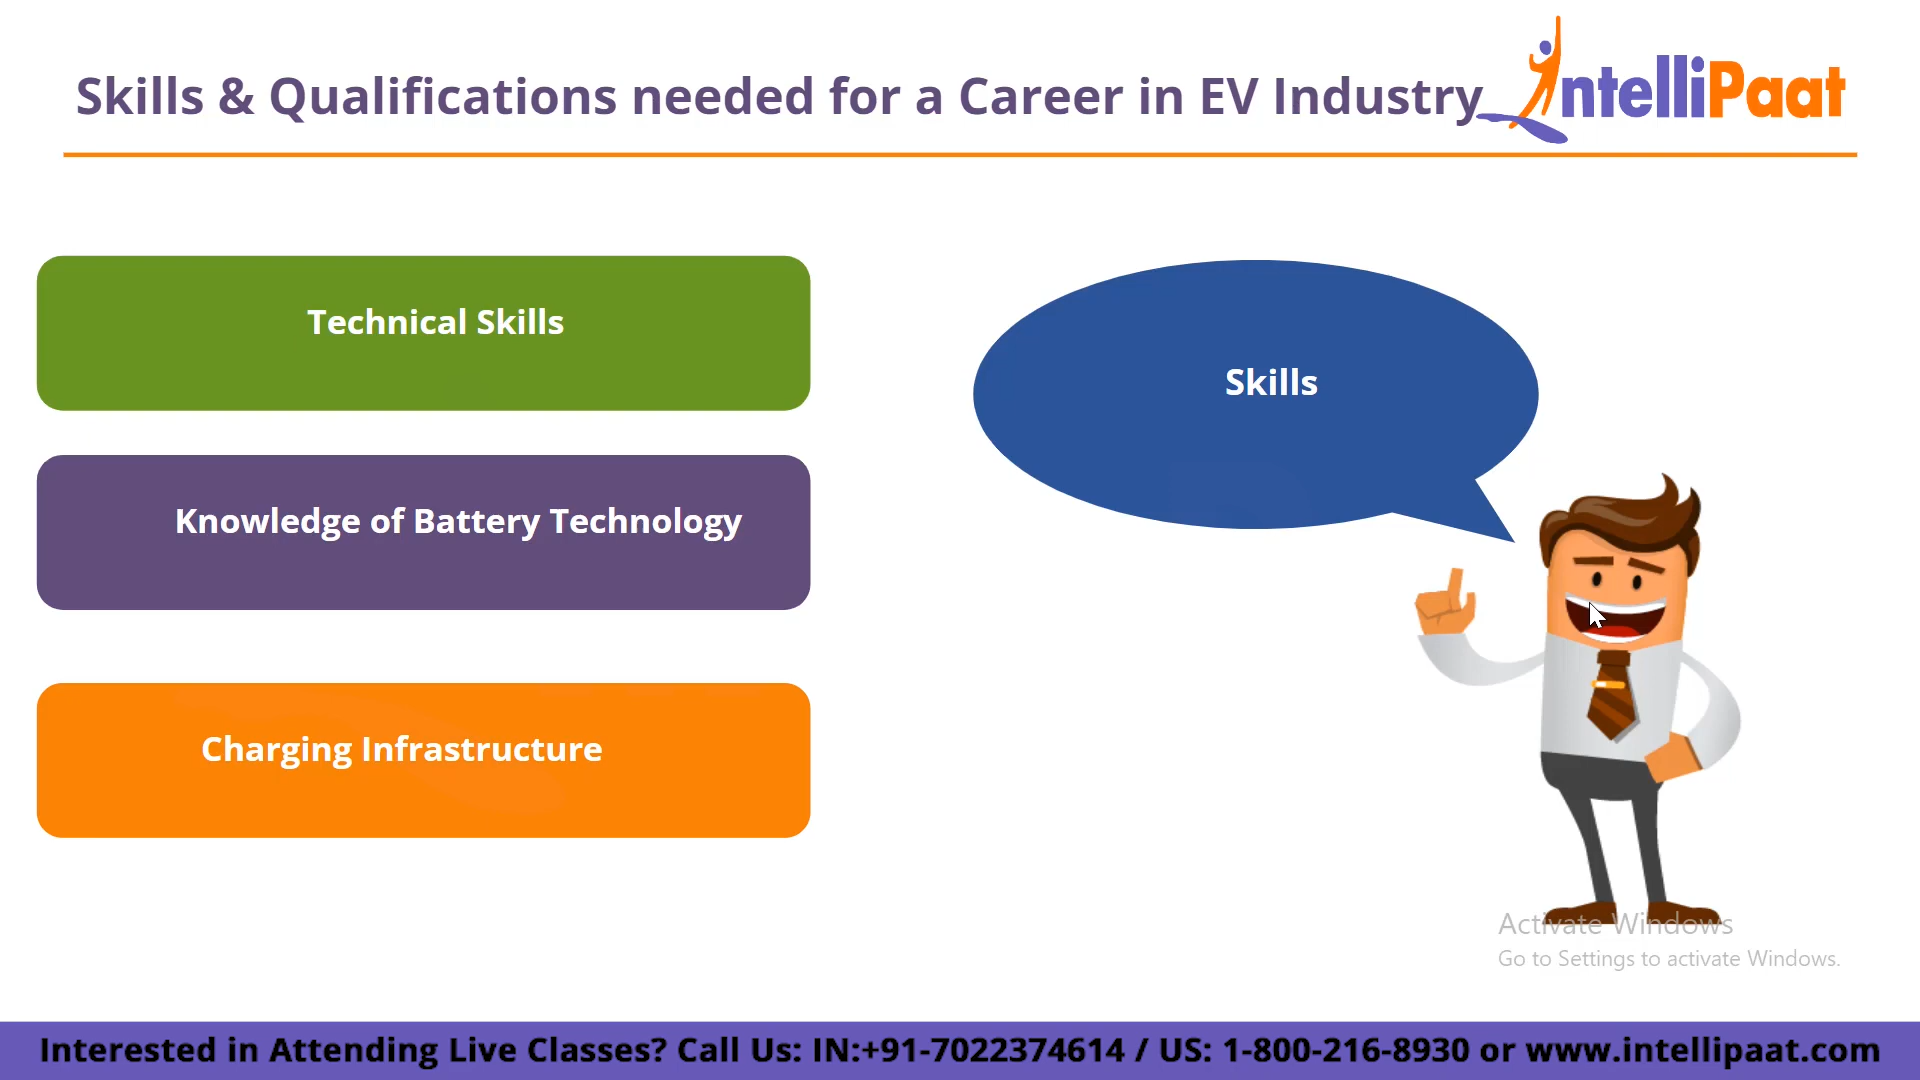 Skills & Qualifications needed for a Career in EV Industry
ntelliPaat
Technical Skills
Skills
Knowledge of Battery Technology
Charging Infrastructure
Activate Windows
Go to Settings to activate Windows.
Interested in Attending Live Classes? Call Us: IN:+91-7022374614 / US: 1-800-216-8930 or www.intellipaat.com